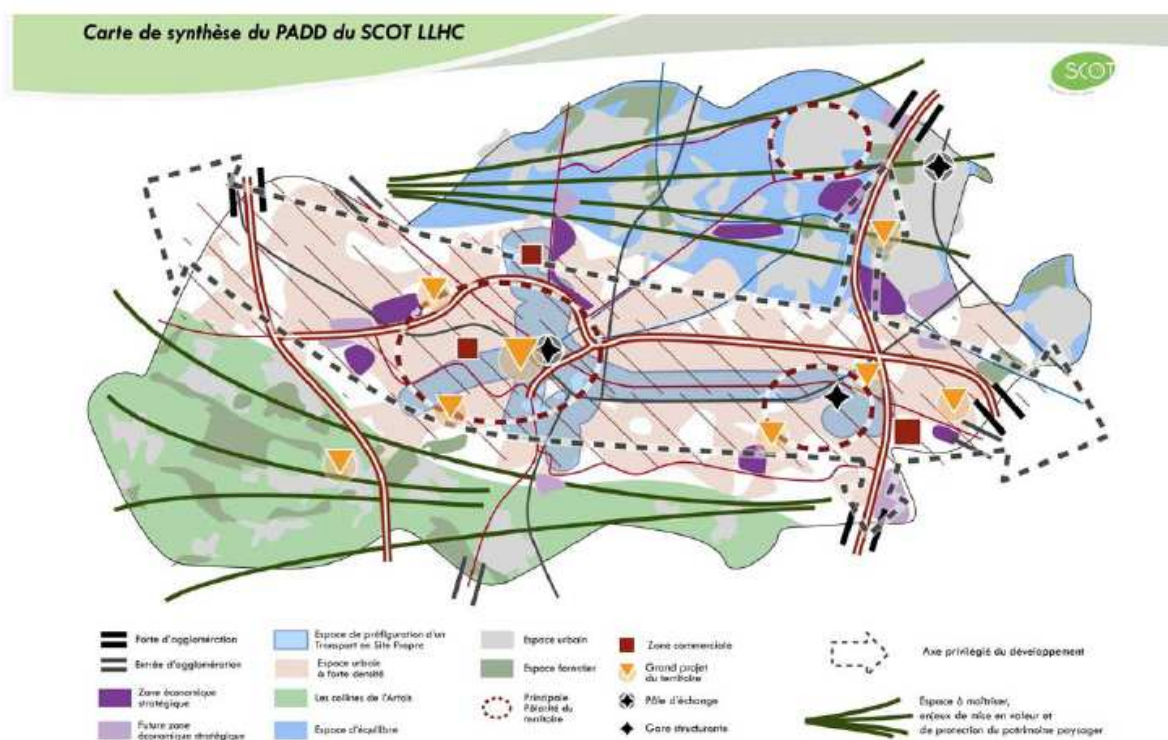 Carte de synthèse du PADD du SCOT LLHC
SCOT
Porte d'agglomération
Entrée d'agglomération
Zone économique
stratégique
Future zone
économique stratégique
Espace de préfiguration d'un
Transport en Site Propre
Espace urbain
à forte densité
Les collines de l'Artois
Espace d'équilibre
Espace urbain
Espace forestier
Principale
Polarité du
territoire
Zone commerciale
Grand projet
du territoire
Pôle d'échange
Gare structurante
Axe privilégié du développement
Espace à maîtriser,
enjeux de mise en valeur et
de protection du patrimoine paysager